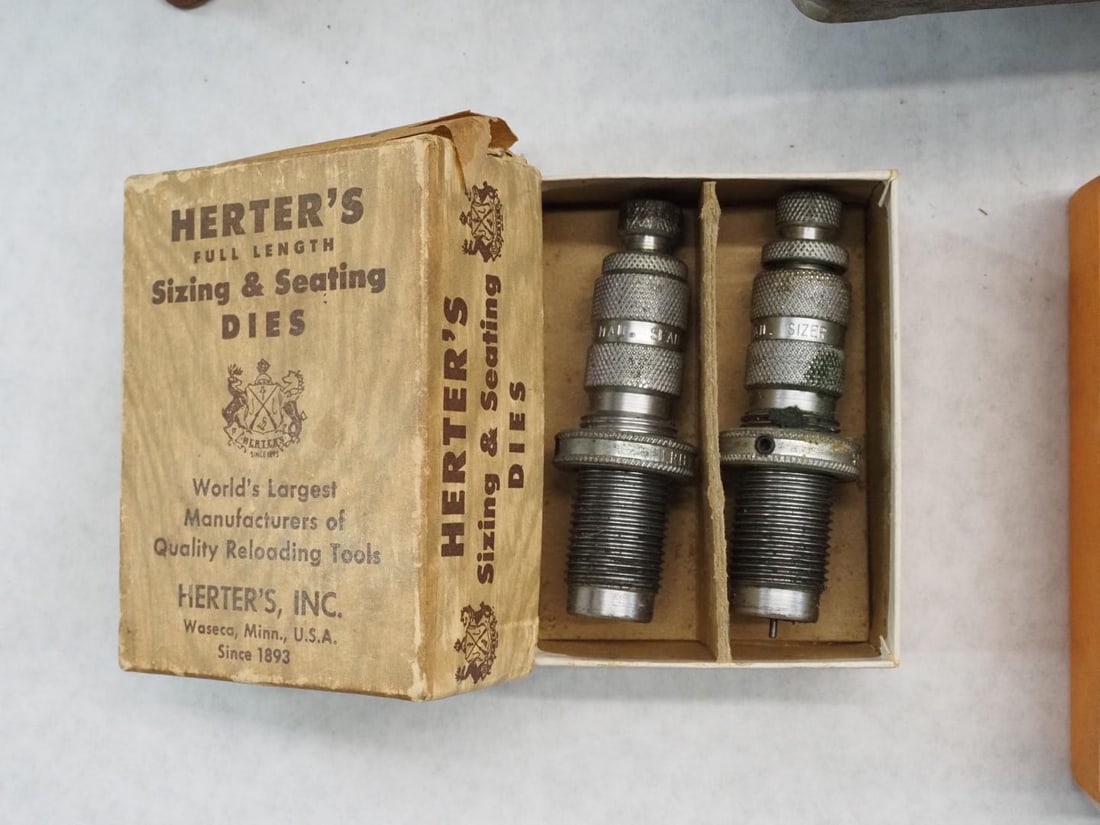 HERTER'S
FULL LENGTH
Sizing & Seating
DIES
HERTER'S
SINCE 1893
World's Largest
Manufacturers of
Quality Reloading Tools
HERTER'S, INC.
Waseca, Minn., U.S.A.
Since 1893
HERTER'S
Sizing & Seating
DIES
SIZER